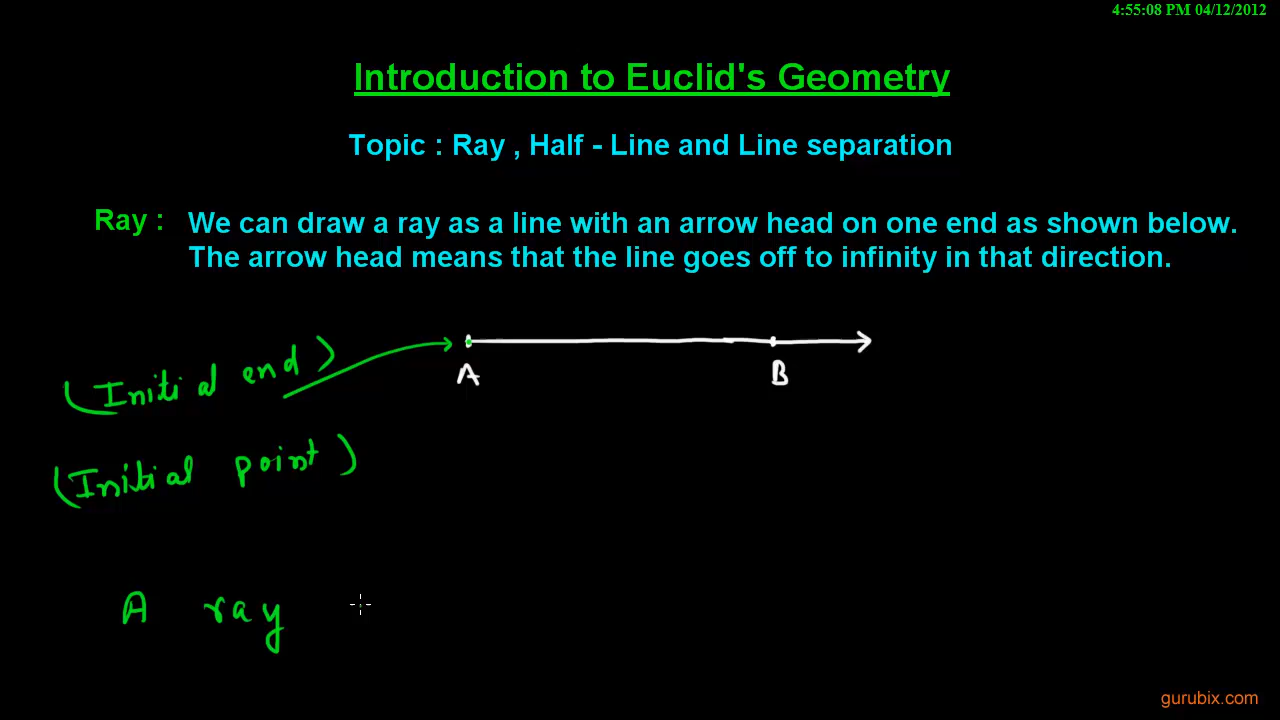 4:55:08 PM 04/12/2012
Introduction to Euclid's Geometry
Topic : Ray , Half - Line and Line separation
Ray : We can draw a ray as a line with an arrow head on one end as shown below.
The arrow head means that the line goes off to infinity in that direction.
A B
(Initial end)
(Initial point)
A ray
gurubix.com